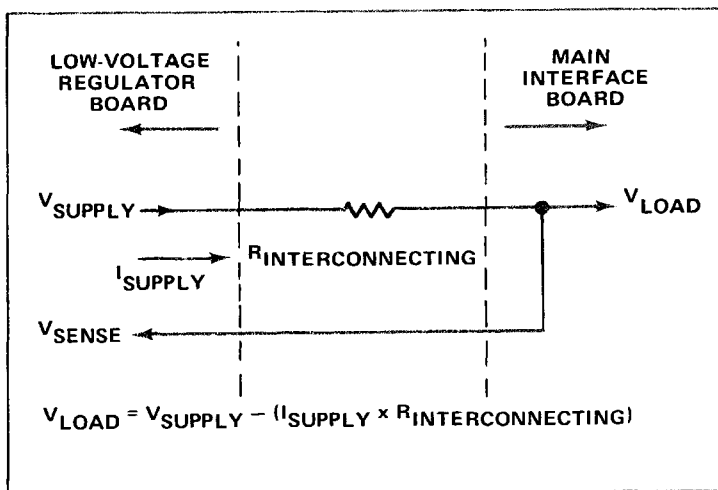 LOW-VOLTAGE
REGULATOR
BOARD
MAIN
INTERFACE
BOARD
VSUPPLY
VLOAD
ISUPPLY
RINTERCONNECTING
VSENSE
VLOAD = VSUPPLY – (ISUPPLY x RINTERCONNECTING)